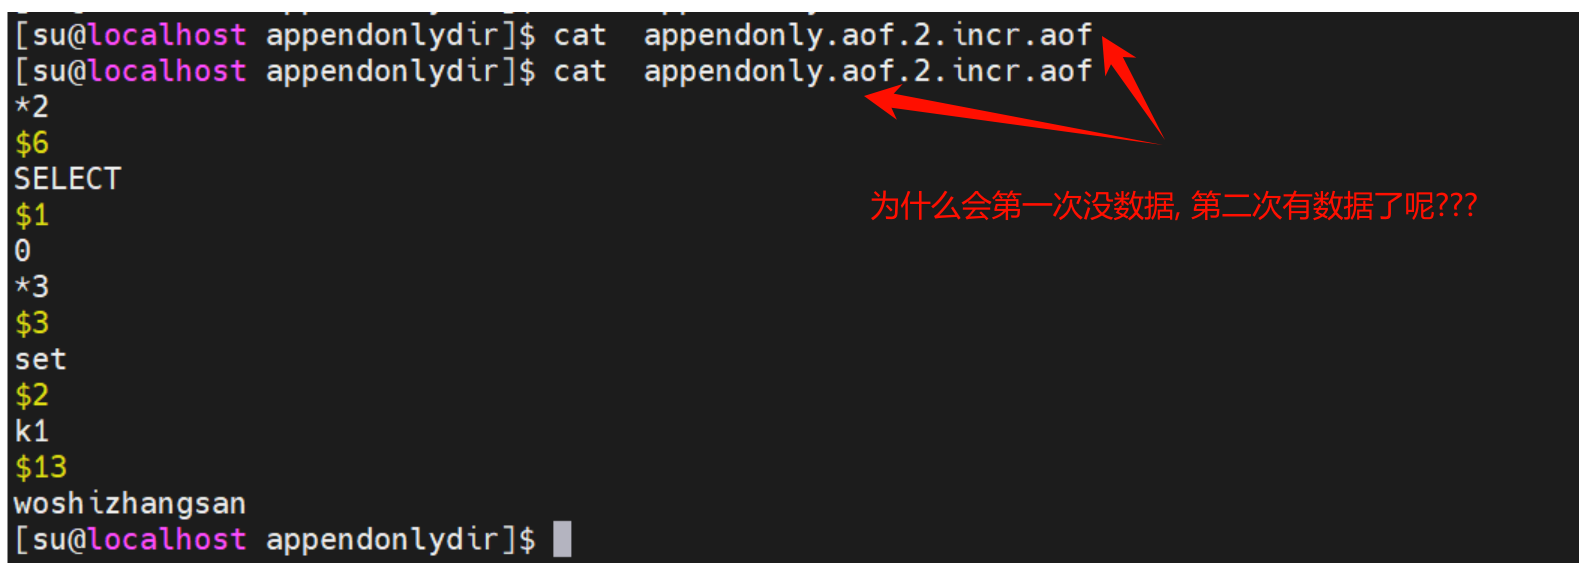 [su@localhost appendonlydir]$ cat  appendonly.aof.2.incr.aof
[su@localhost appendonlydir]$ cat  appendonly.aof.2.incr.aof
*2
$6
SELECT
$1
0
*3
$3
set
$2
k1
$13
woshizhangsan
[su@localhost appendonlydir]$
为什么会第一次没数据, 第二次有数据了呢???